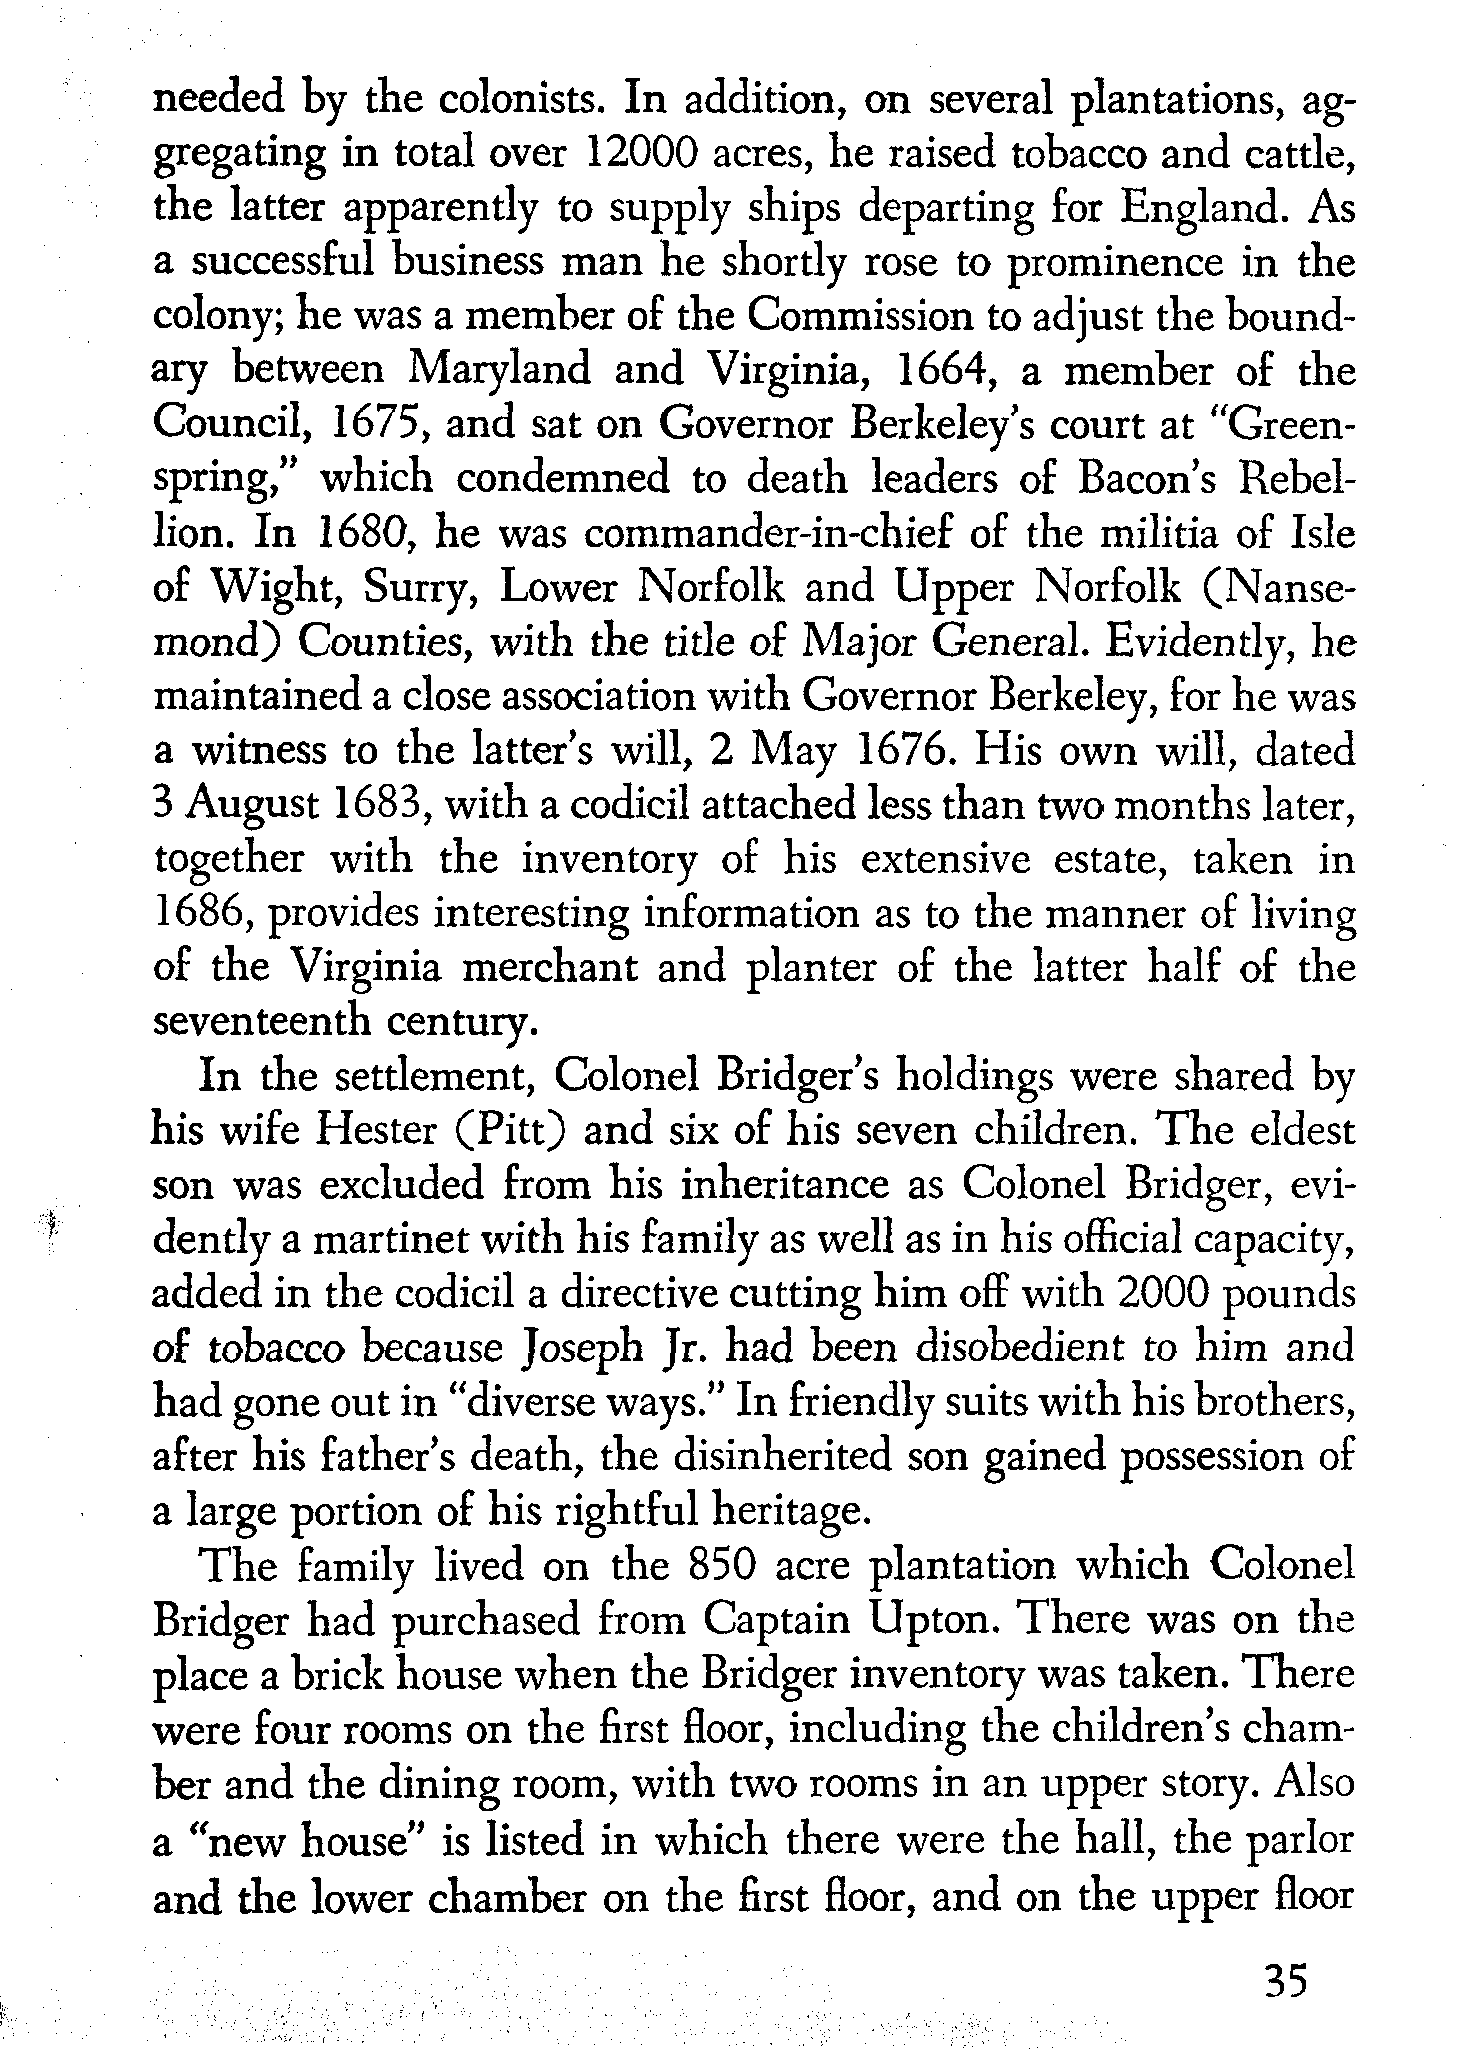 needed by the colonists. In addition, on several plantations, ag-
gregating in total over 12000 acres, he raised tobacco and cattle,
the latter apparently to supply ships departing for England. As
a successful business man he shortly rose to prominence in the
colony; he was a member of the Commission to adjust the bound-
ary between Maryland and Virginia, 1664, a member of the
Council, 1675, and sat on Governor Berkeley's court at "Green-
spring," which condemned to death leaders of Bacon's Rebel-
lion. In 1680, he was commander-in-chief of the militia of Isle
of Wight, Surry, Lower Norfolk and Upper Norfolk (Nanse-
mond) Counties, with the title of Major General. Evidently, he
maintained a close association with Governor Berkeley, for he was
a witness to the latter's will, 2 May 1676. His own will, dated
3 August 1683, with a codicil attached less than two months later,
together with the inventory of his extensive estate, taken in
1686, provides interesting information as to the manner of living
of the Virginia merchant and planter of the latter half of the
seventeenth century.
In the settlement, Colonel Bridger's holdings were shared by
his wife Hester (Pitt) and six of his seven children. The eldest
son was excluded from his inheritance as Colonel Bridger, evi-
dently a martinet with his family as well as in his official capacity,
added in the codicil a directive cutting him off with 2000 pounds
of tobacco because Joseph Jr. had been disobedient to him and
had gone out in "diverse ways." In friendly suits with his brothers,
after his father's death, the disinherited son gained possession of
a large portion of his rightful heritage.
The family lived on the 850 acre plantation which Colonel
Bridger had purchased from Captain Upton. There was on the
place a brick house when the Bridger inventory was taken. There
were four rooms on the first floor, including the children's cham-
ber and the dining room, with two rooms in an upper story. Also
a "new house" is listed in which there were the hall, the parlor
and the lower chamber on the first floor, and on the upper floor
35